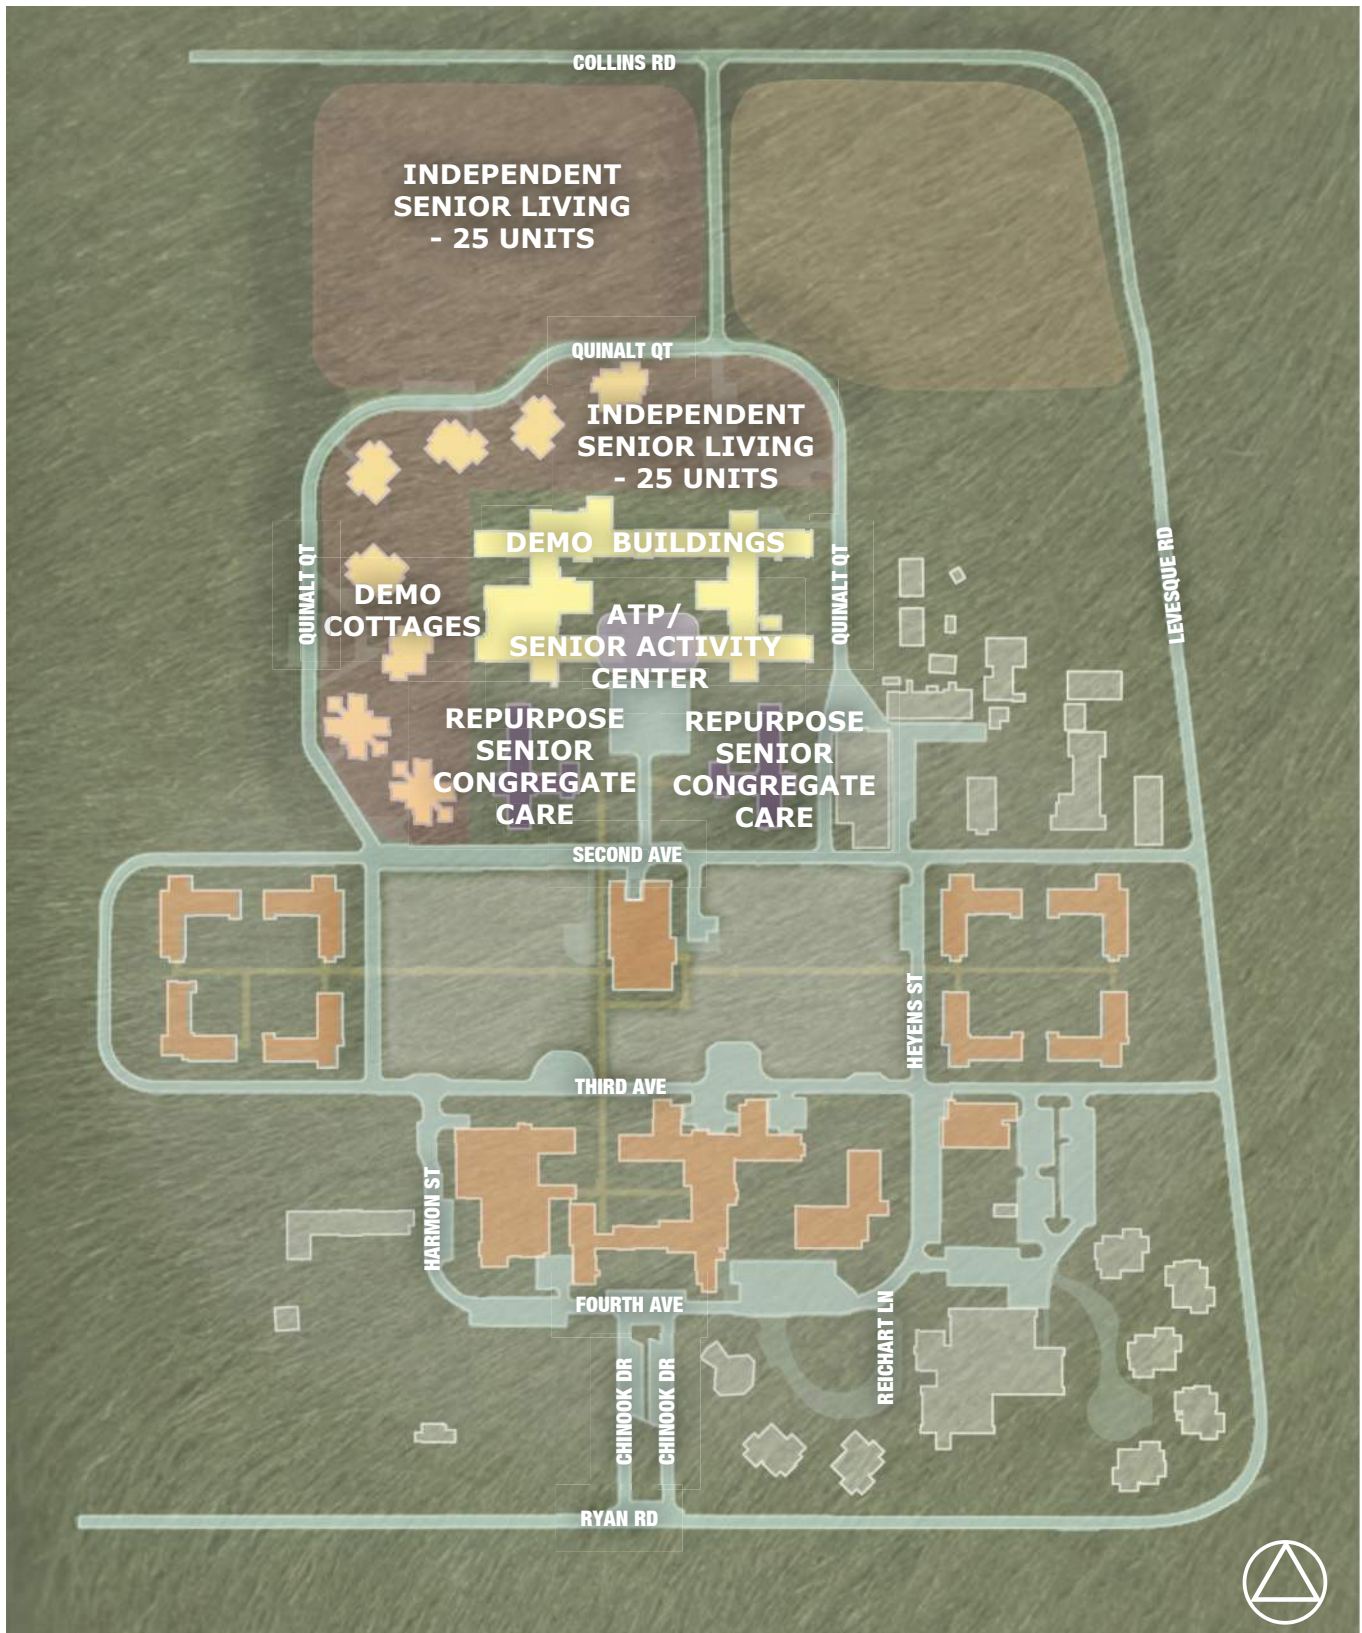 COLLINS RD
INDEPENDENT
SENIOR LIVING
- 25 UNITS
QUINALT QT
INDEPENDENT
SENIOR LIVING
- 25 UNITS
DEMO BUILDINGS
QUINALT QT
DEMO
COTTAGES
ATP/
SENIOR ACTIVITY
CENTER
QUINALT QT
LEVESQUE RD
REPURPOSE
SENIOR
CONGREGATE
CARE
REPURPOSE
SENIOR
CONGREGATE
CARE
SECOND AVE
HEYENS ST
THIRD AVE
HARMON ST
FOURTH AVE
REICHART LN
CHINOOK DR
CHINOOK DR
RYAN RD